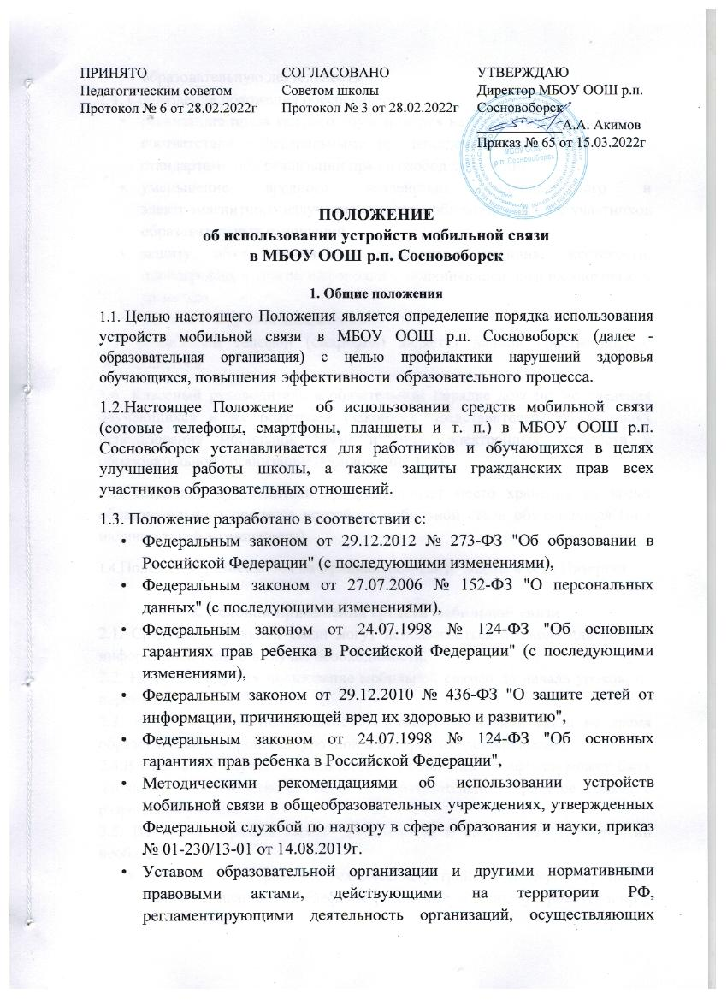 ПРИНЯТО
Педагогическим советом
Протокол № 6 от 28.02.2022г
СОГЛАСОВАНО
Советом школы
Протокол № 3 от 28.02.2022г
УТВЕРЖДАЮ
Директор МБОУ ООШ р.п.
Сосновоборск
А.А. Акимов
Приказ № 65 от 15.03.2022г
МБОУ ООШ
р.п. Сосновоборск
ПОЛОЖЕНИЕ
об использовании устройств мобильной связи
в МБОУ ООШ р.п. Сосновоборск
1. Общие положения
1.1. Целью настоящего Положения является определение порядка использования
устройств мобильной связи в МБОУ ООШ р.п. Сосновоборск (далее -
образовательная организация) с целью профилактики нарушений здоровья
обучающихся, повышения эффективности образовательного процесса.
1.2.Настоящее Положение об использовании средств мобильной связи
(сотовые телефоны, смартфоны, планшеты и т. п.) в МБОУ ООШ р.п.
Сосновоборск устанавливается для работников и обучающихся в целях
улучшения работы школы, а также защиты гражданских прав всех
участников образовательных отношений.
1.3. Положение разработано в соответствии с:
• Федеральным законом от 29.12.2012 № 273-ФЗ "Об образовании в
Российской Федерации" (с последующими изменениями),
• Федеральным законом от 27.07.2006 № 152-ФЗ "О персональных
данных" (с последующими изменениями),
• Федеральным законом от 24.07.1998 № 124-ФЗ "Об основных
гарантиях прав ребенка в Российской Федерации" (с последующими
изменениями),
• Федеральным законом от 29.12.2010 № 436-ФЗ "О защите детей от
информации, причиняющей вред их здоровью и развитию",
• Федеральным законом от 24.07.1998 № 124-ФЗ "Об основных
гарантиях прав ребенка в Российской Федерации",
• Методическими рекомендациями об использовании устройств
мобильной связи в общеобразовательных учреждениях, утвержденных
Федеральной службой по надзору в сфере образования и науки, приказ
№ 01-230/13-01 от 14.08.2019г.
• Уставом образовательной организации и другими нормативными
правовыми актами, действующими на территории РФ,
регламентирующими деятельность организаций, осуществляющих